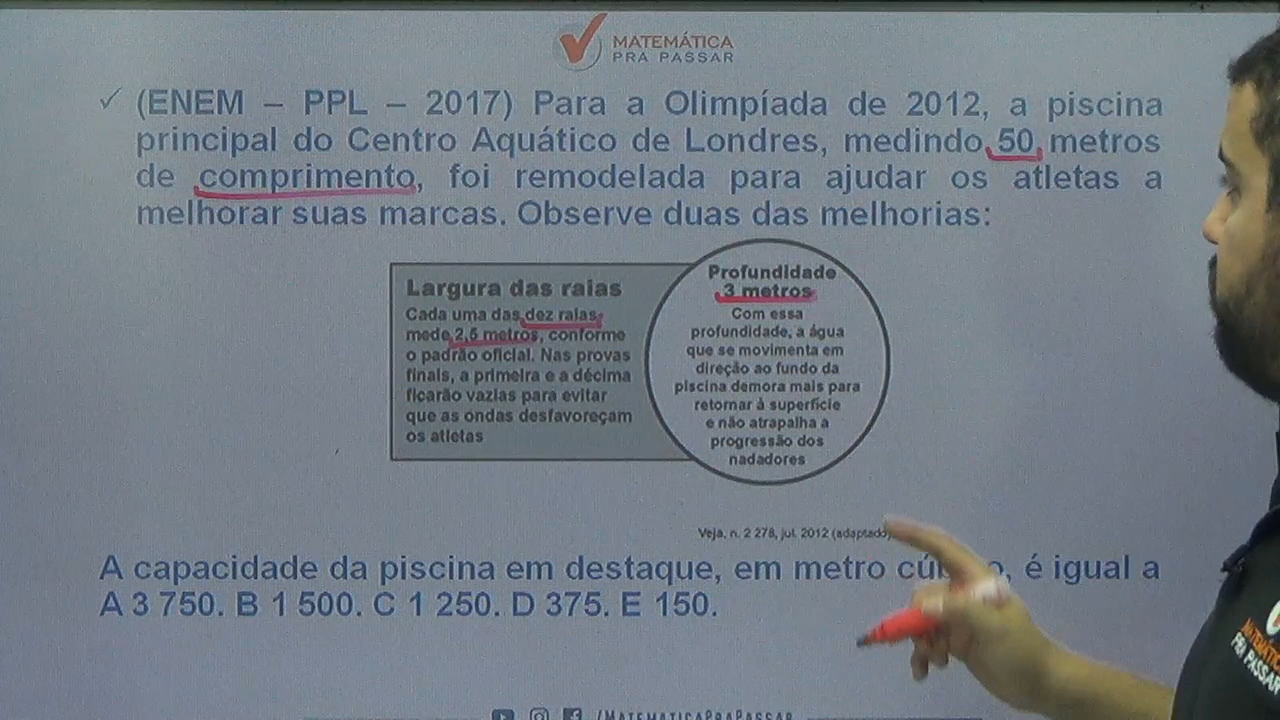 MATEMÁTICA
PRA PASSAR
✓ (ENEM – PPL – 2017) Para a Olimpíada de 2012, a piscina
principal do Centro Aquático de Londres, medindo 50 metros
de comprimento, foi remodelada para ajudar os atletas a
melhorar suas marcas. Observe duas das melhorias:
Largura das raias
Cada uma das dez raias
mede 2,5 metros, conforme
o padrão oficial. Nas provas
finais, a primeira e a décima
ficarão vazias para evitar
que as ondas desfavoreçam
os atletas
Profundidade
3 metros
Com essa
profundidade, a água
que se movimenta em
direção ao fundo da
piscina demora mais para
retornar à superfície
e não atrapalha a
progressão dos
nadadores
Veja, n. 2 278, jul. 2012 (adaptado)
A capacidade da piscina em destaque, em metro , é igual a
A 3 750. B 1 500. C 1 250. D 375. E 150.
/MATEMATICAPRAPASSAR
PRA PASSAR